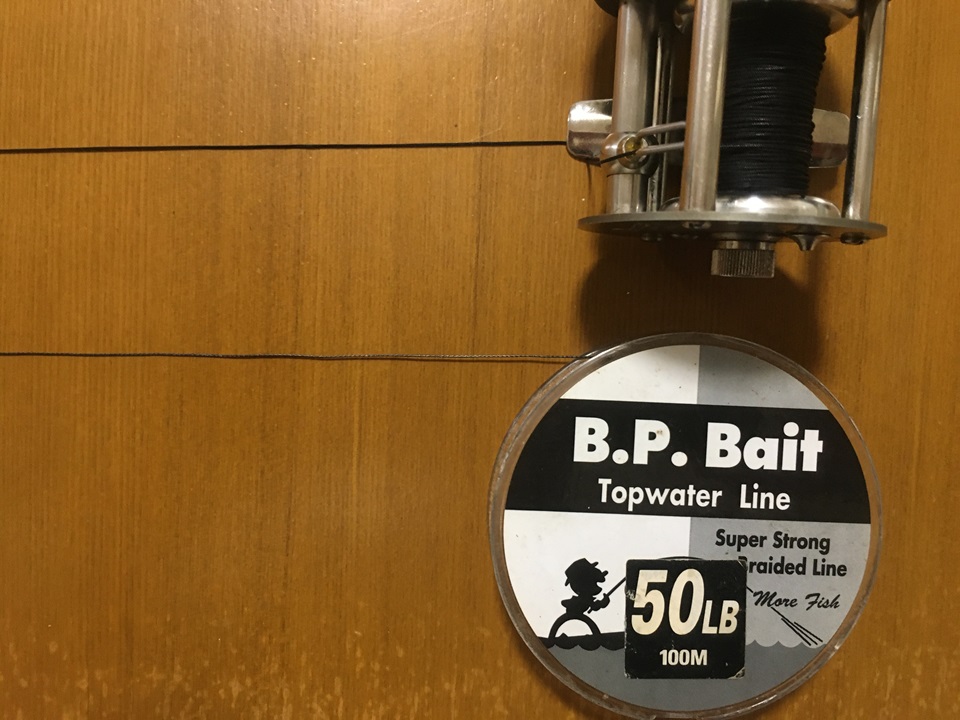 B.P. Bait
Topwater Line
Super Strong
Braided Line
More Fish
50LB
100M